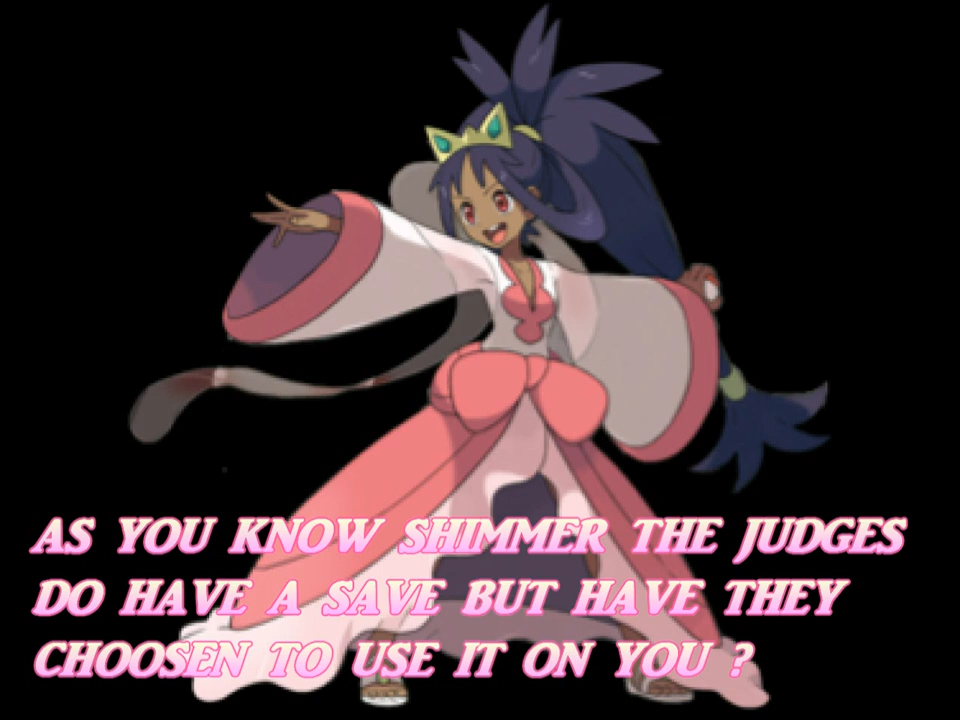 AS YOU KNOW SHIMMER THE JUDGES
DO HAVE A SAVE BUT HAVE THEY
CHOOSEN TO USE IT ON YOU ?